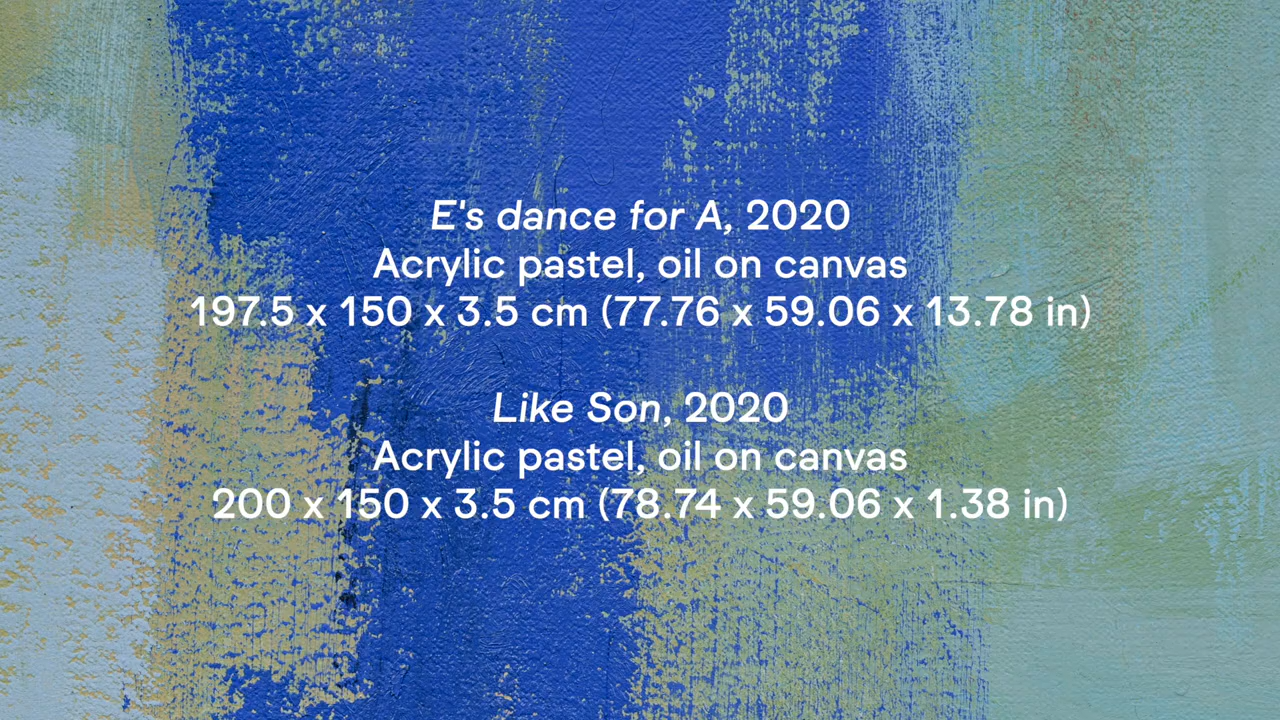 E's dance for A, 2020
Acrylic pastel, oil on canvas
197.5 x 150 x 3.5 cm (77.76 x 59.06 x 13.78 in)
Like Son, 2020
Acrylic pastel, oil on canvas
200 x 150 x 3.5 cm (78.74 x 59.06 x 1.38 in)